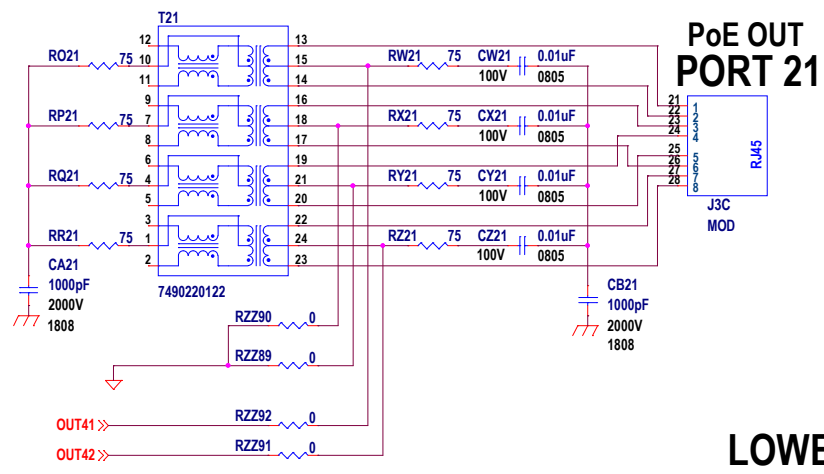 T21
PoE OUT
PORT 21
12 13
RO21 75 10 15 RW21 75 CW21 0.01uF
11 14 100V 0805
9 16
RP21 75 7 18 RX21 75 CX21 0.01uF
8 17 100V 0805
6 19
RQ21 75 4 21 RY21 75 CY21 0.01uF
5 20 100V 0805
3 22
RR21 75 1 24 RZ21 75 CZ21 0.01uF
2 23 100V 0805
21 1
22 2
23 3
24 4
25 5
26 6
27 7
28 8
RJ45
J3C
MOD
CA21
1000pF
2000V
1808
7490220122
CB21
1000pF
2000V
1808
RZZ90 0
RZZ89 0
OUT41 RZZ92 0
OUT42 RZZ91 0
LOWE